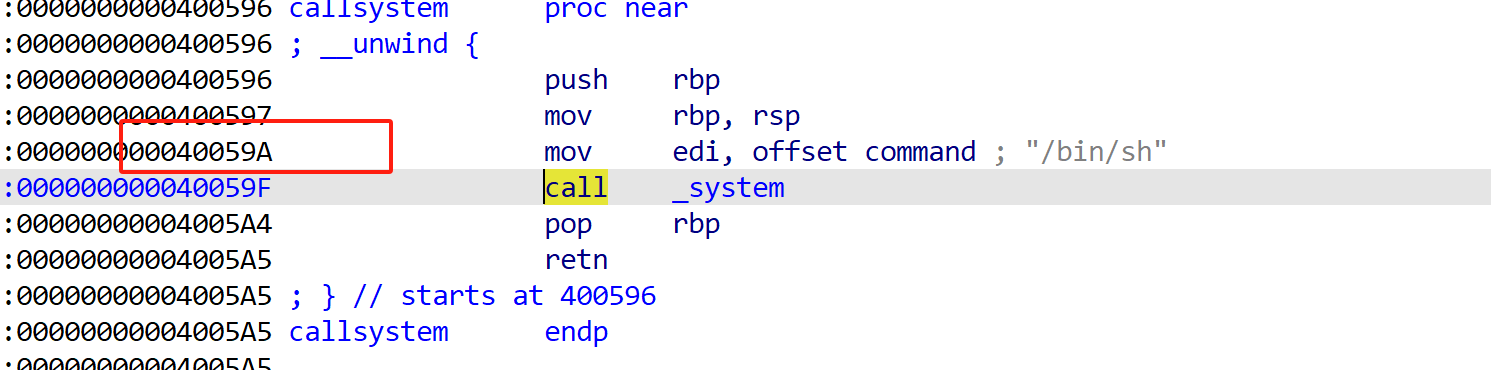 :0000000000400596 callsystem proc near
:0000000000400596 ; __unwind {
:0000000000400596 push rbp
:0000000000400597 mov rbp, rsp
:000000000040059A mov edi, offset command ; "/bin/sh"
:000000000040059F call _system
:00000000004005A4 pop rbp
:00000000004005A5 retn
:00000000004005A5 ; } // starts at 400596
:00000000004005A5 callsystem endp
:00000000004005A5